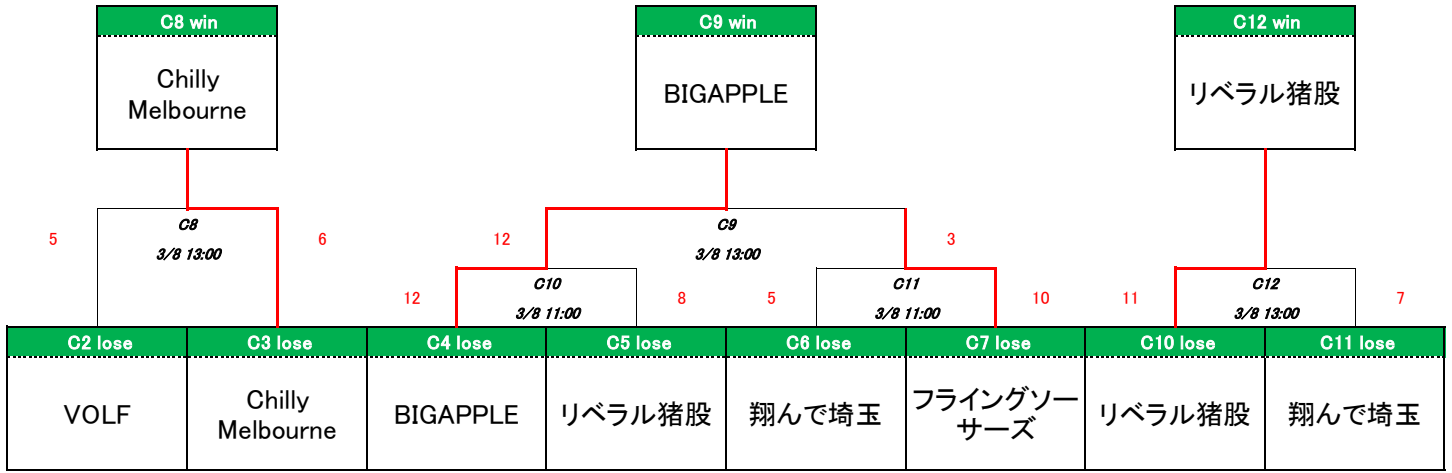 C8 win
C9 win
C12 win
Chilly
Melbourne
BIGAPPLE
リベラル猪股
C8
C9
5
6
12
3
3/8 13:00
3/8 13:00
C10
C11
C12
12
8
5
10
11
7
3/8 11:00
3/8 11:00
3/8 13:00
C2 lose
C3 lose
C4 lose
C5 lose
C6 lose
C7 lose
C10 lose
C11 lose
VOLF
Chilly
Melbourne
BIGAPPLE
リベラル猪股
翔んで埼玉
フライングソー
サーズ
リベラル猪股
翔んで埼玉